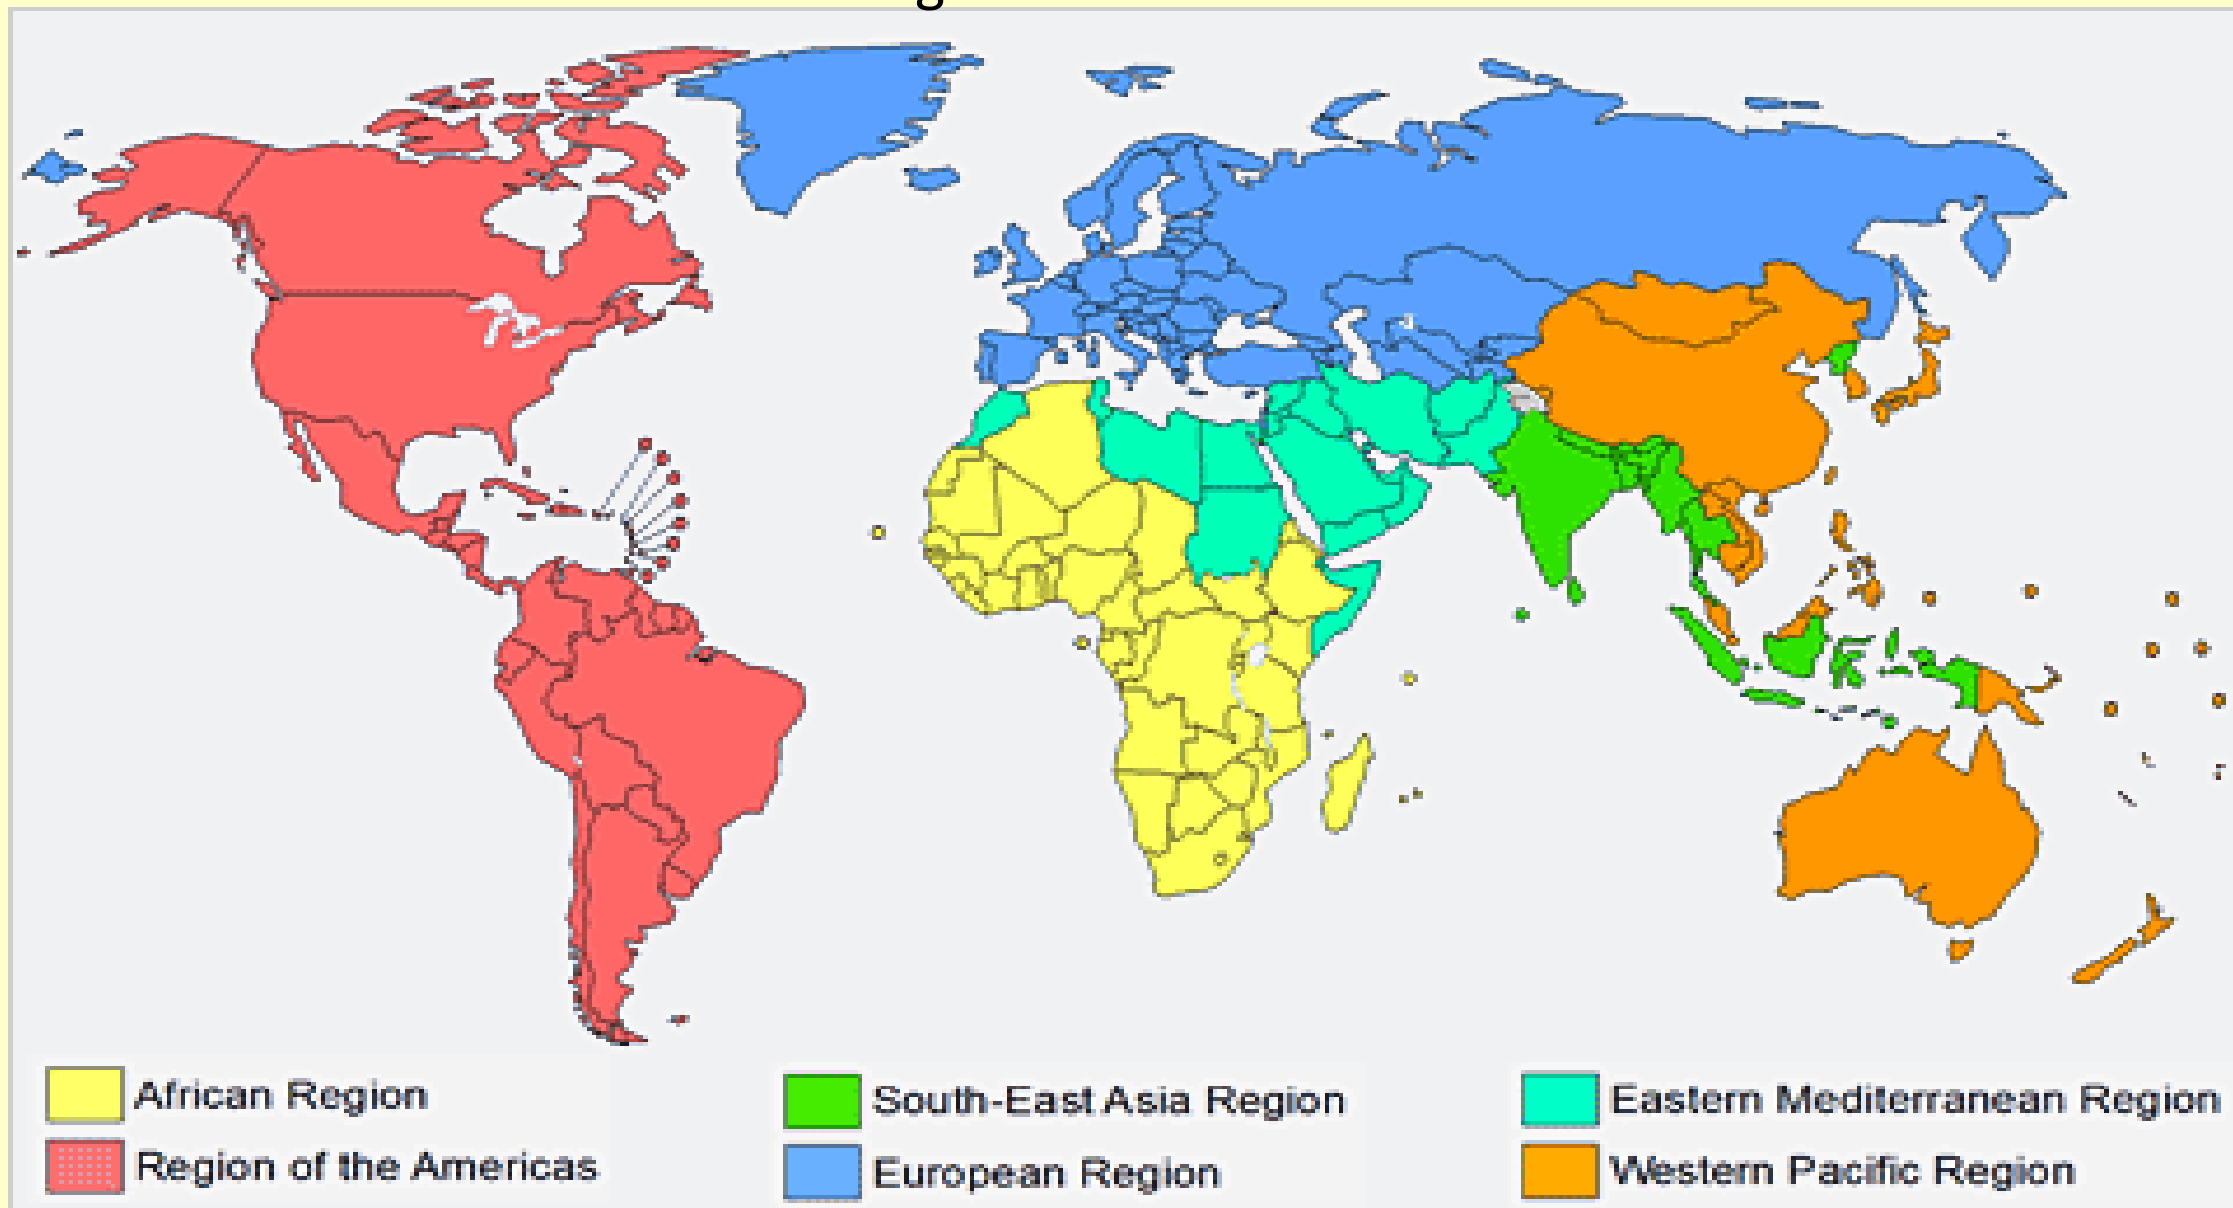 African Region
South-East Asia Region
Eastern Mediterranean Region
Region of the Americas
European Region
Western Pacific Region